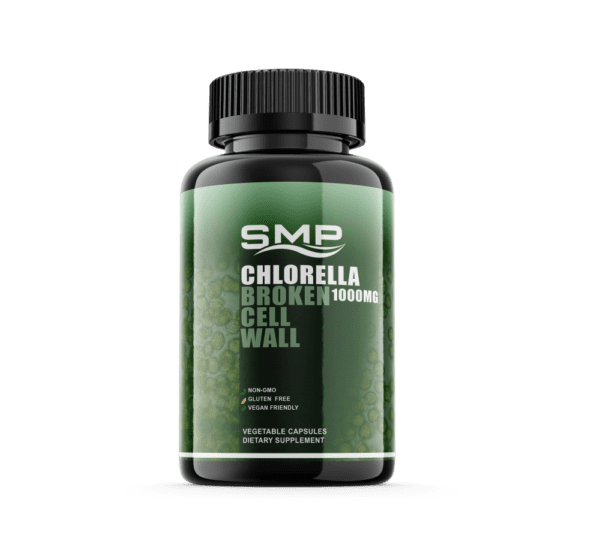 SMP
CHLORELLA
BROKEN 1000MG
CELL
WALL
NON-GMO
GLUTEN FREE
VEGAN FRIENDLY
VEGETABLE CAPSULES
DIETARY SUPPLEMENT